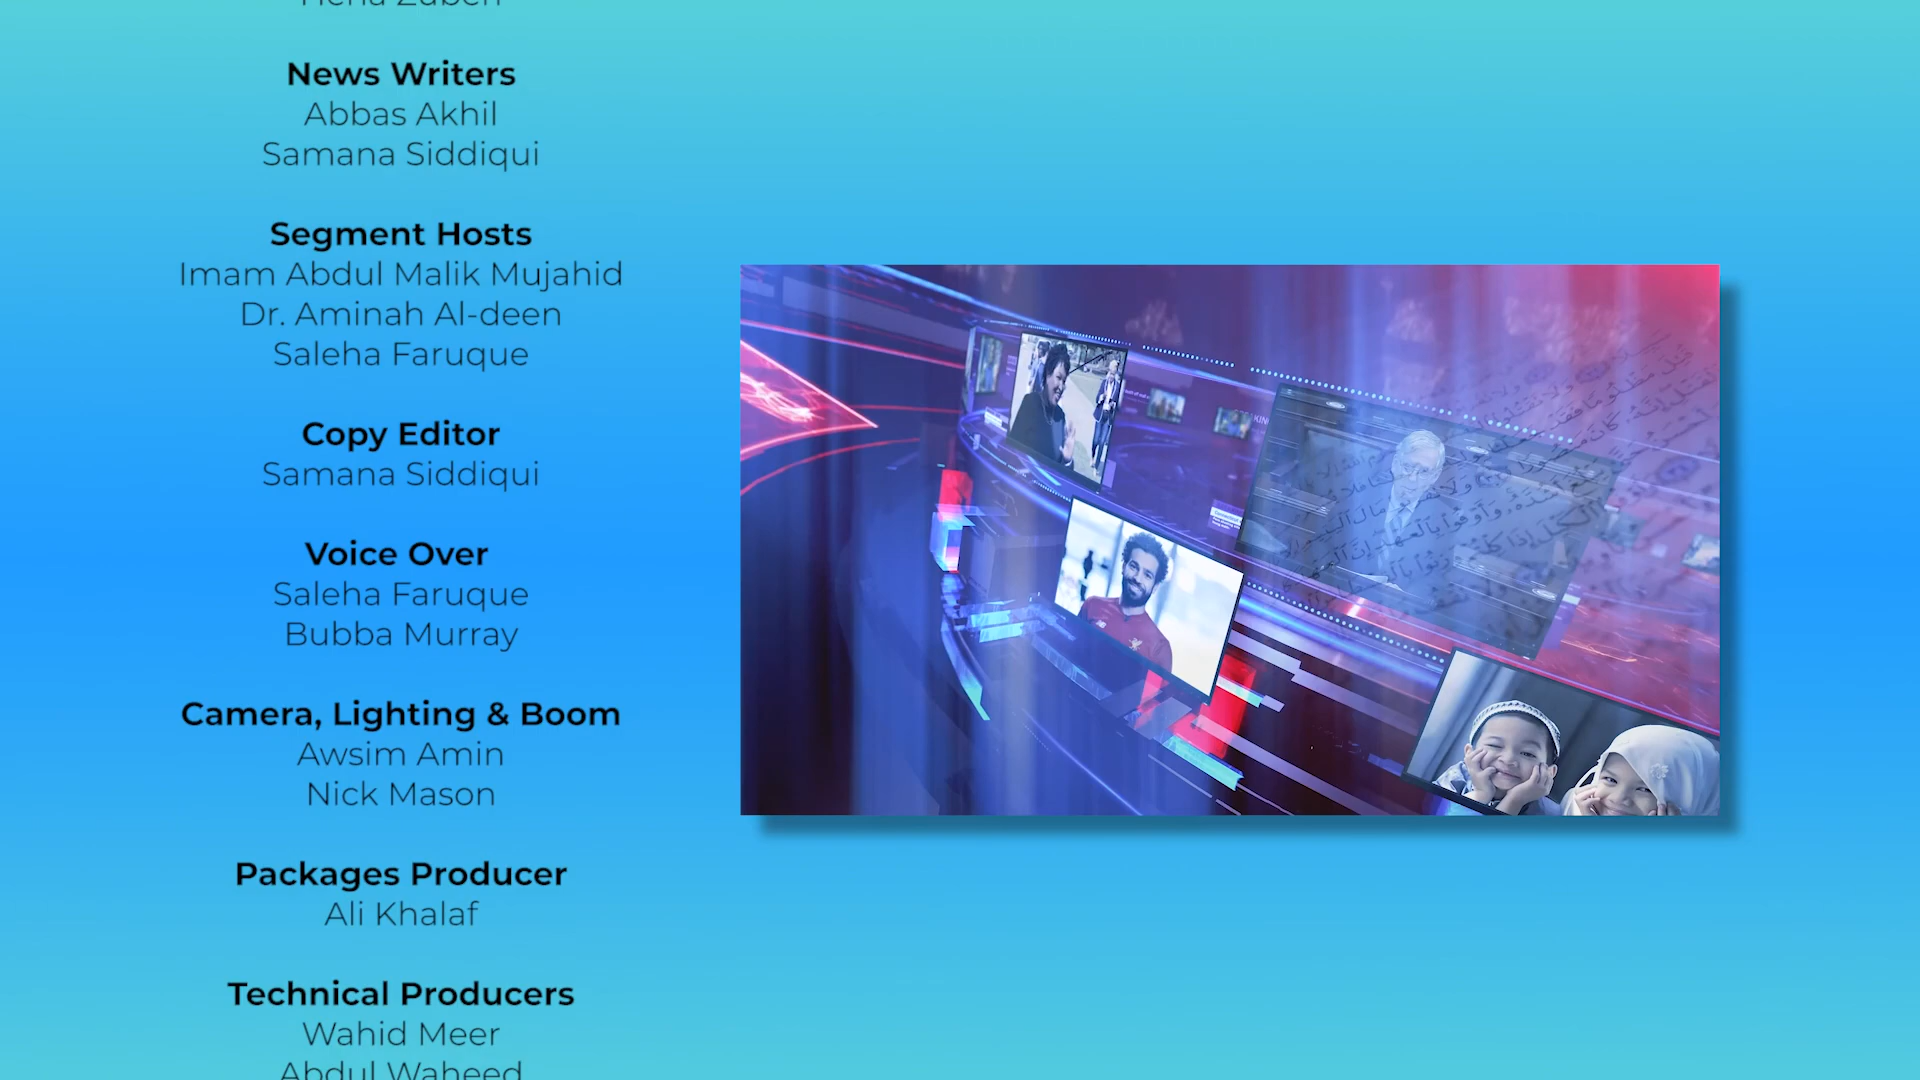 News Writers
Abbas Akhil
Samana Siddiqui
Segment Hosts
Imam Abdul Malik Mujahid
Dr. Aminah Al-deen
Saleha Faruque
Copy Editor
Samana Siddiqui
Voice Over
Saleha Faruque
Bubba Murray
Camera, Lighting & Boom
Awsim Amin
Nick Mason
Packages Producer
Ali Khalaf
Technical Producers
Wahid Meer
Abdul Waheed